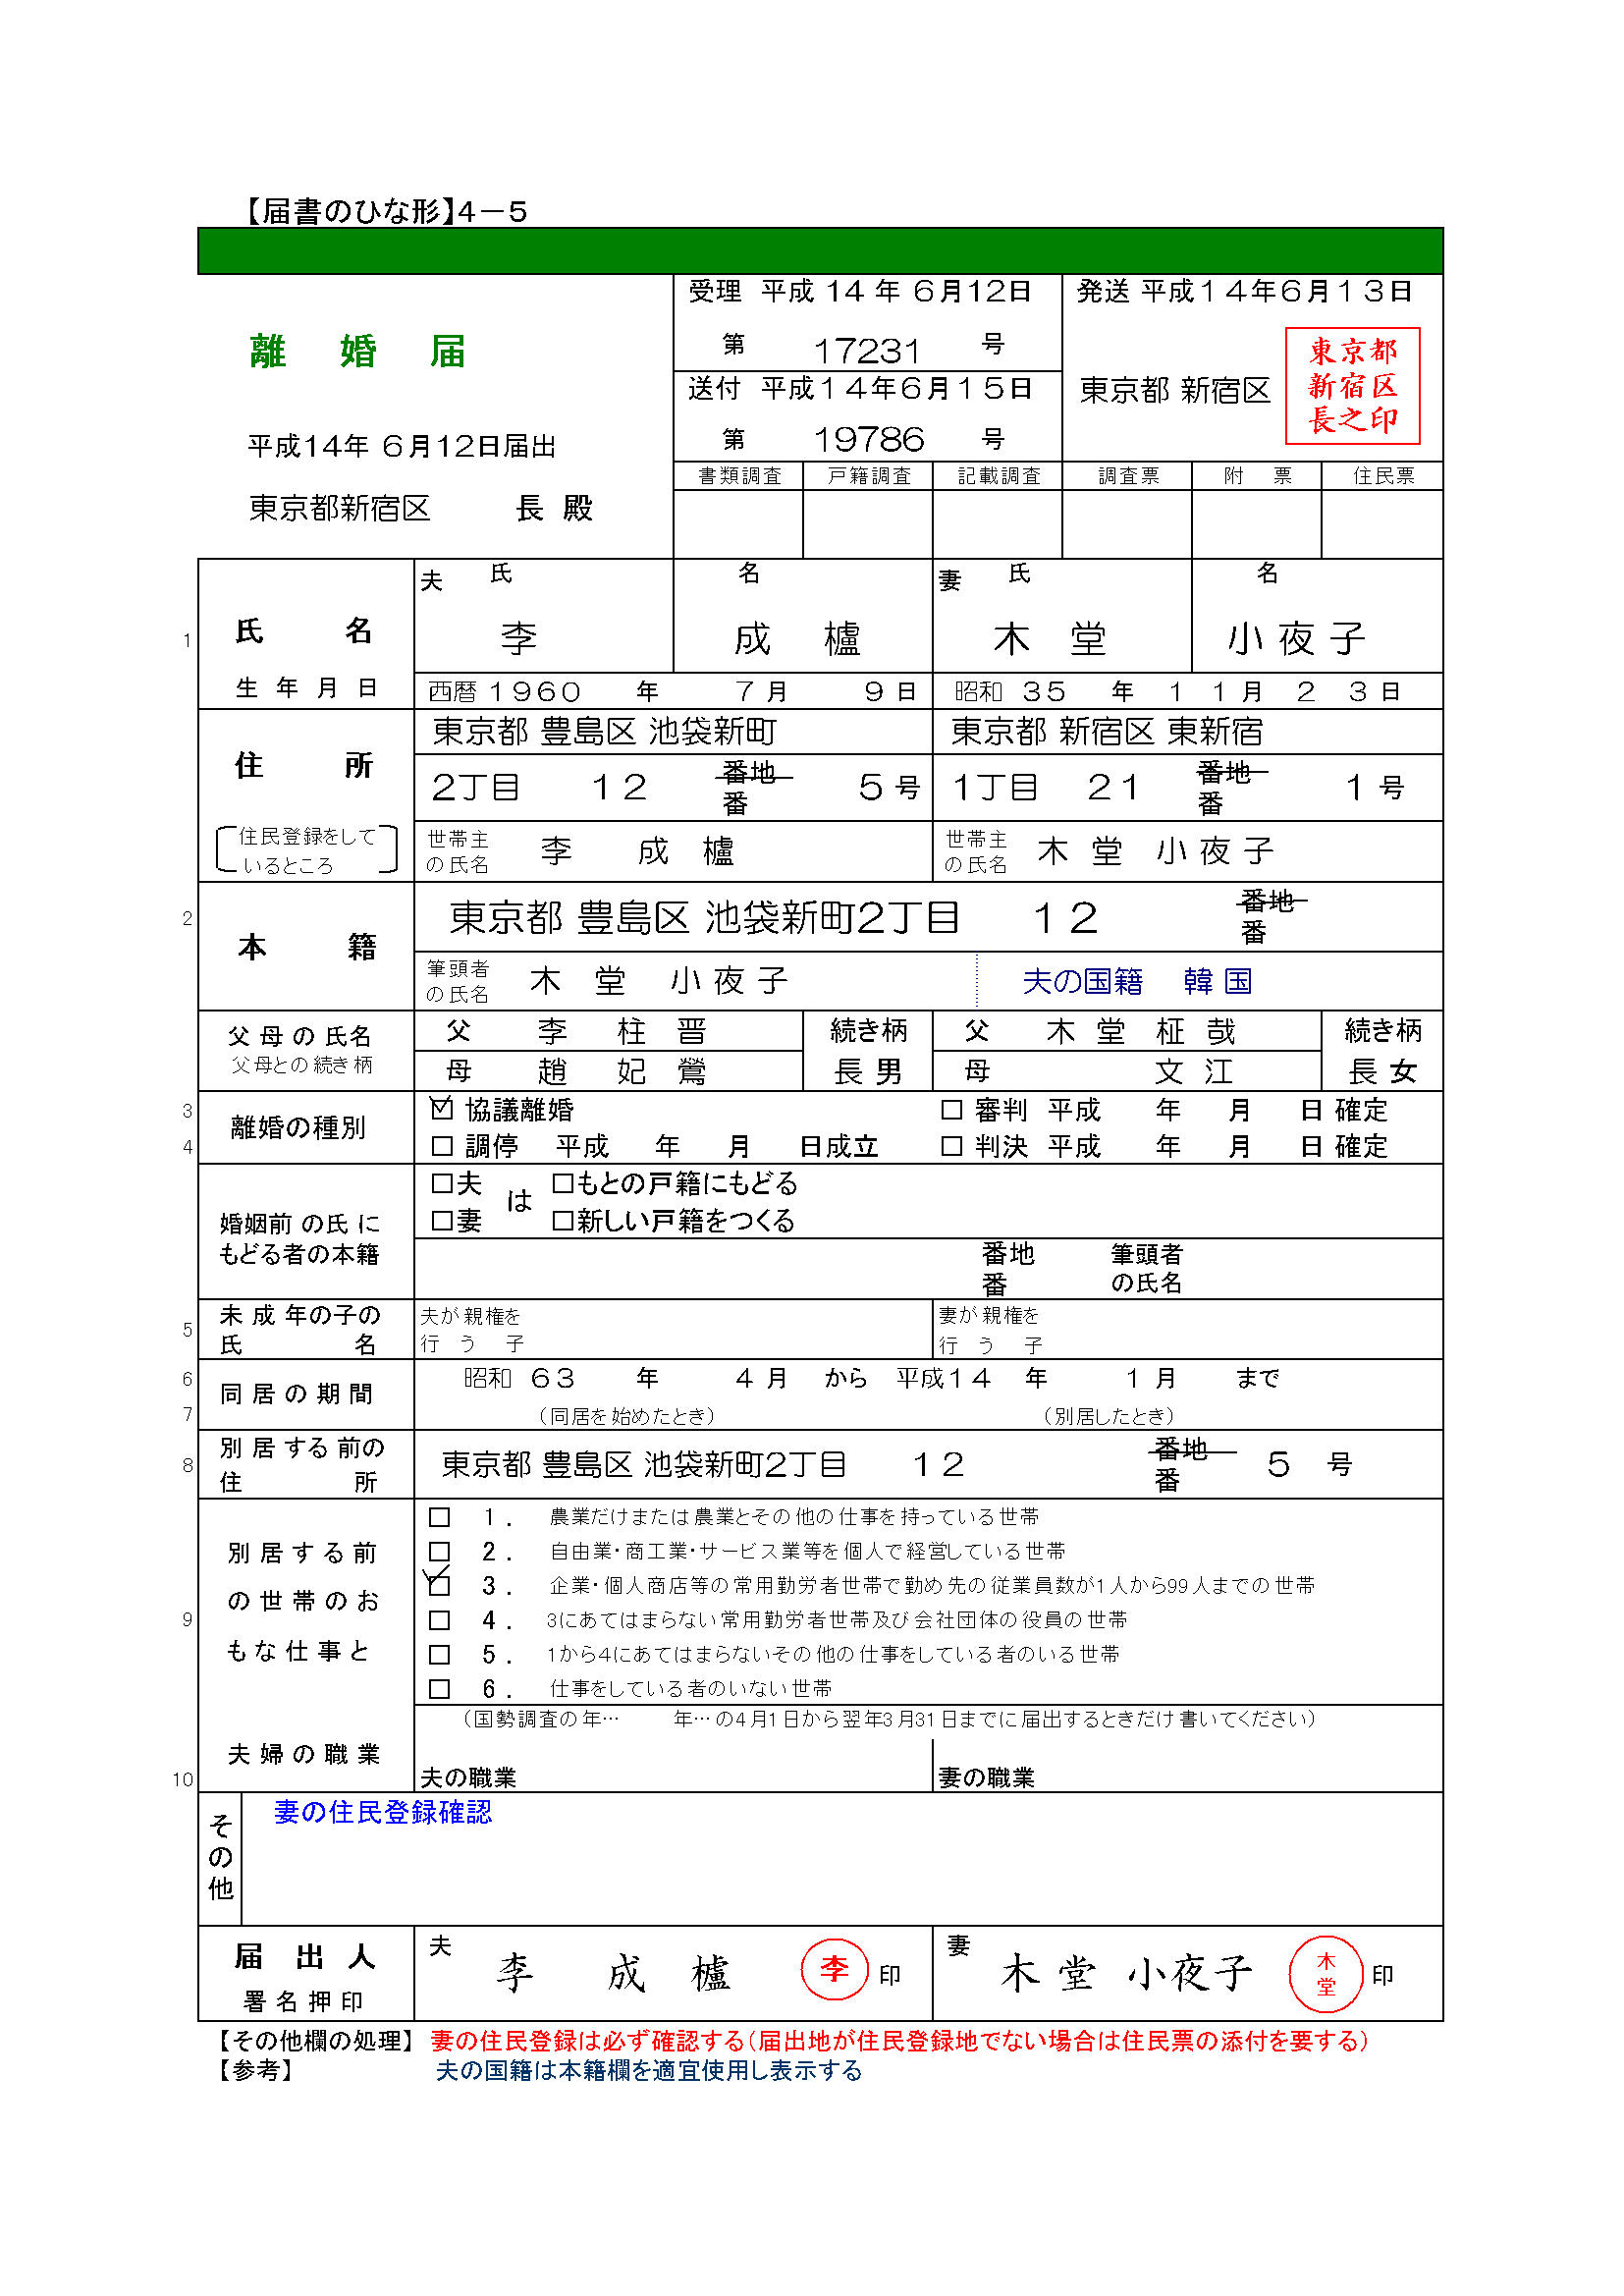 【届書のひな形】4－5
離婚届
平成14年 6月12日届出
東京都新宿区 長 殿
受理 平成 14 年 6月12日
第 17231 号
送付 平成14年6月15日
第 19786 号
発送 平成14年6月13日
東京都 新宿区
東京都
新宿区
長之印
書類調査 戸籍調査 記載調査 調査票 附 票 住民票
1
氏 名
夫 氏 名 妻 氏 名
李 成 櫨 木 堂 小 夜 子
生 年 月 日
西暦 1960 年 7 月 9 日 昭和 35 年 1 1 月 2 3 日
住 所
東京都 豊島区 池袋新町 東京都 新宿区 東新宿
2丁目 12 番地 番 5 号 1丁目 21 番地 番 1 号
住民登録をして
いるところ
世帯主の氏名 李 成 櫨 世帯主の氏名 木 堂 小 夜 子
2
本 籍
東京都 豊島区 池袋新町2丁目 12 番地 番
筆頭者の氏名 木 堂 小 夜 子 夫の国籍 韓 国
父母の氏名
父母との続き柄
父 李 柱 晋 続き柄 父 木 堂 柾 哉 続き柄
母 趙 妃 鶯 長 男 母 文 江 長 女
3
4
離婚の種別
協議離婚 □ 審判 平成 年 月 日 確定
□ 調停 平成 年 月 日成立 □ 判決 平成 年 月 日 確定
婚姻前の氏に
もどる者の本籍
□夫 は □もとの戸籍にもどる
□妻 □新しい戸籍をつくる
番地 筆頭者
番 の氏名
5
未成年の子の
氏 名
夫が親権を 妻が親権を
行 う 子 行 う 子
6
7
同居の期間
昭和 63 年 4 月 から 平成14 年 1 月 まで
（同居を始めたとき） （別居したとき）
8
別居する前の
住 所
東京都 豊島区 池袋新町2丁目 12 番地 番 5 号
9
別居する前
の世帯のお
もな仕事と
□ 1． 農業だけまたは農業とその他の仕事を持っている世帯
□ 2． 自由業・商工業・サービス業等を個人で経営している世帯
3． 企業・個人商店等の常用勤労者世帯で勤め先の従業員数が1人から99人までの世帯
□ 4． 3にあてはまらない常用勤労者世帯及び会社団体の役員の世帯
□ 5． 1から4にあてはまらないその他の仕事をしている者のいる世帯
□ 6． 仕事をしている者のいない世帯
10
夫婦の職業
（国勢調査の年… 年…の4月1日から翌年3月31日までに届出するときだけ書いてください）
夫の職業 妻の職業
その他
妻の住民登録確認
届 出 人
署名押印
夫 李 成 櫨 李 印 妻 木 堂 小夜子 木堂 印
【その他欄の処理】 妻の住民登録は必ず確認する（届出地が住民登録地でない場合は住民票の添付を要する）
【参考】 夫の国籍は本籍欄を適宜使用し表示する